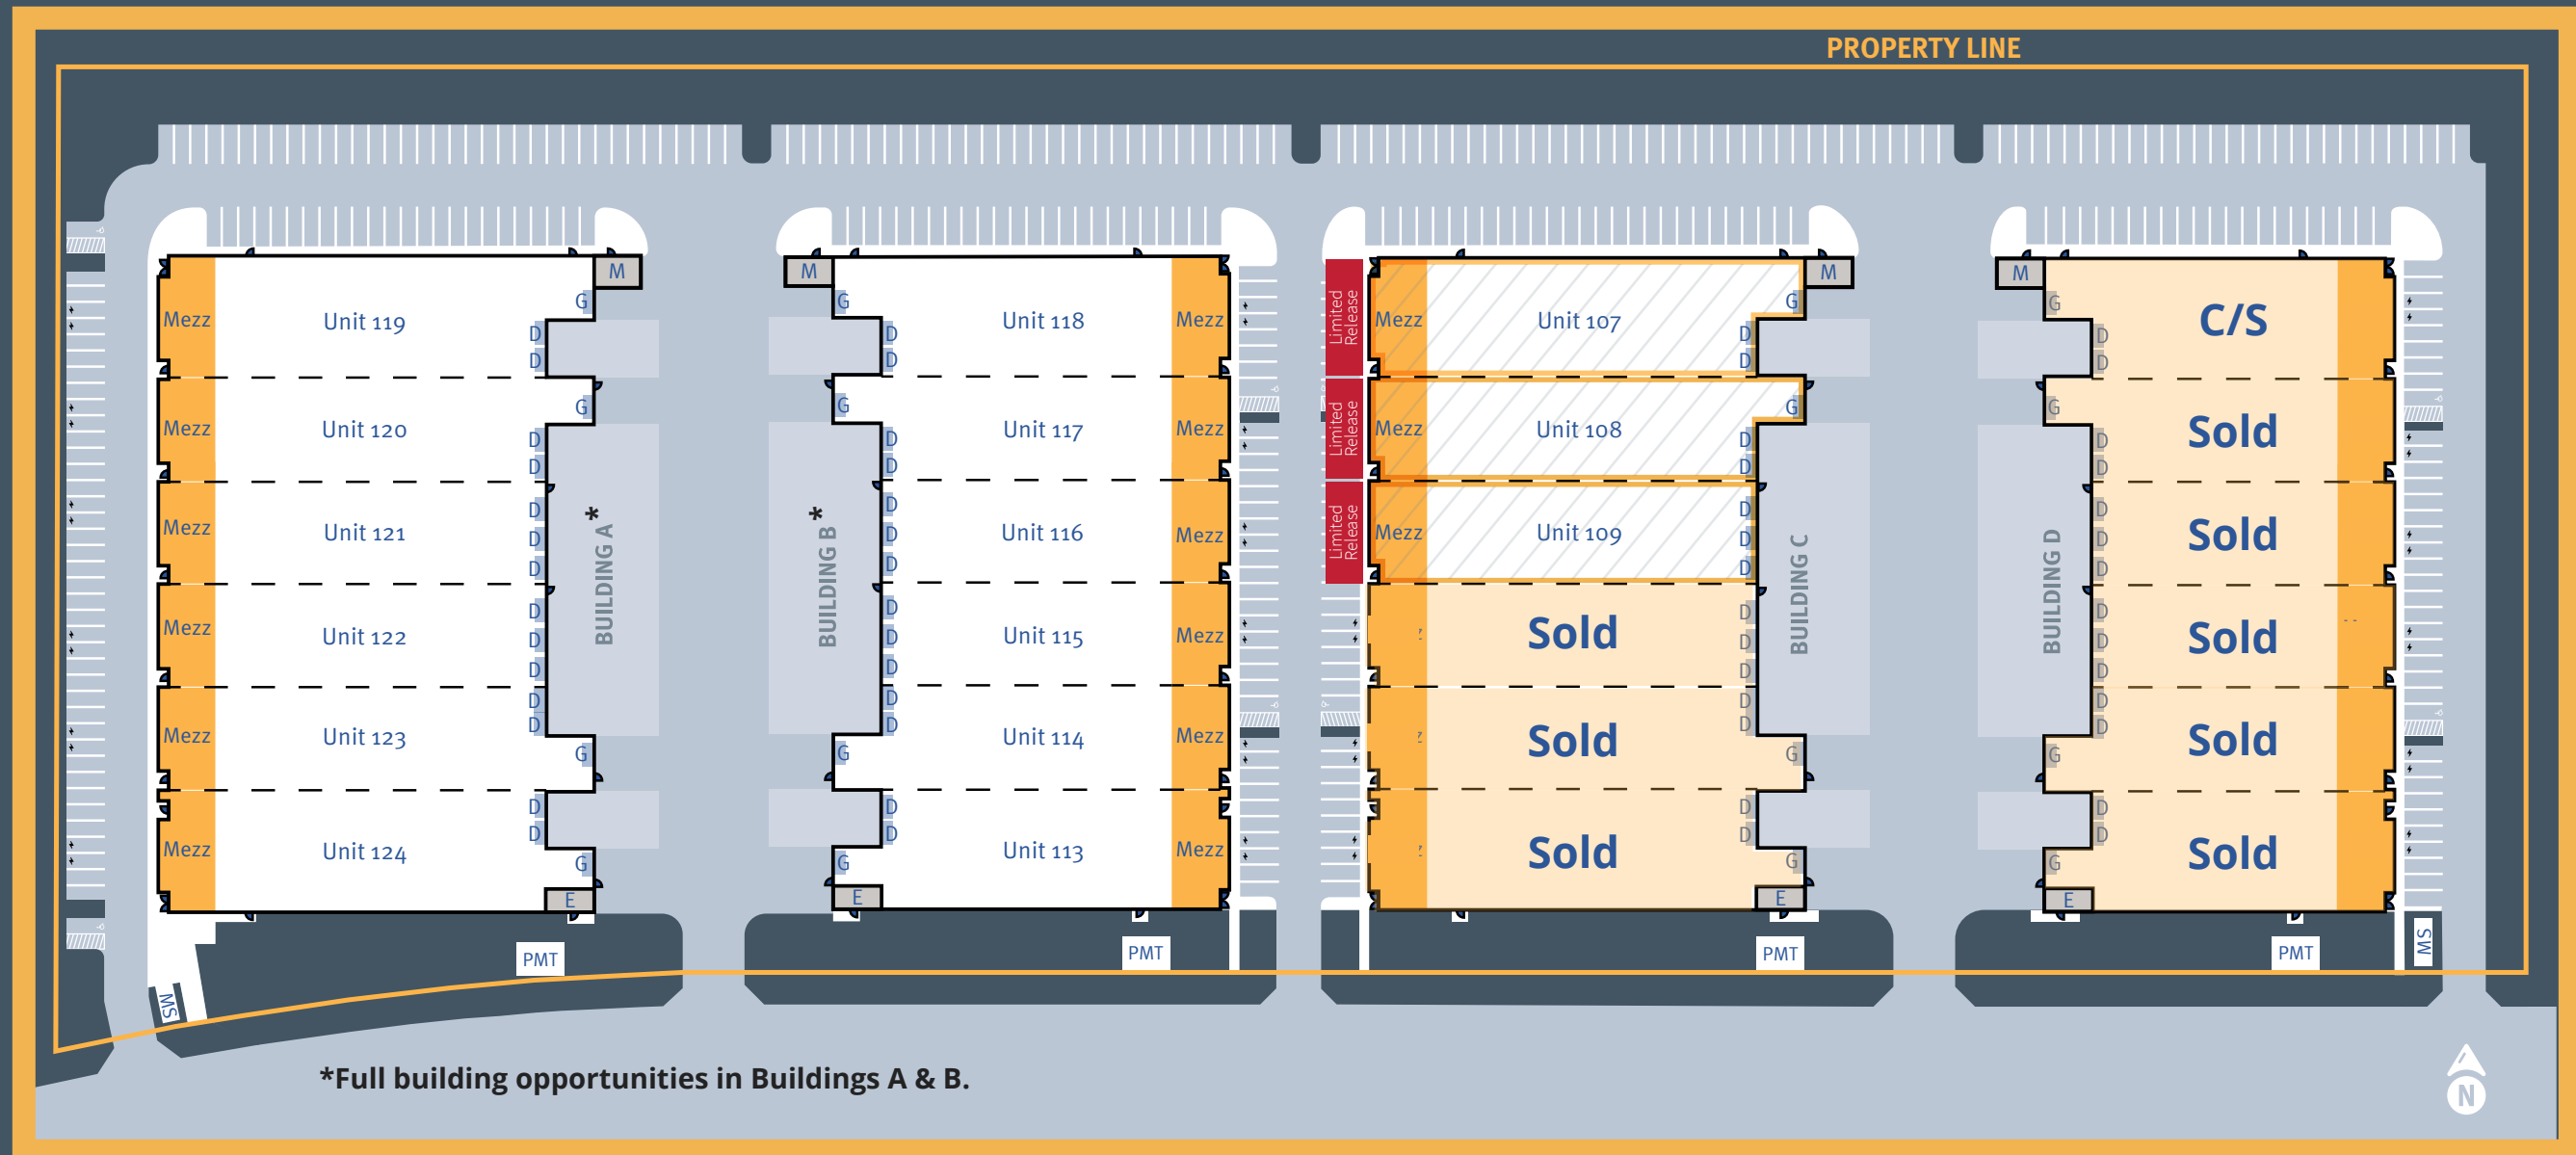 PROPERTY LINE
M
G
Mezz
Unit 119
D
D
G
Mezz
Unit 120
D
D
Mezz
Unit 121
D
D
D
Mezz
Unit 122
D
D
D
Mezz
Unit 123
D
D
G
Mezz
Unit 124
D
D
G
E
*
BUILDING A
M
G
D
D
Unit 118
Mezz
G
D
D
Unit 117
Mezz
D
D
D
Unit 116
Mezz
D
D
D
Unit 115
Mezz
D
D
G
Unit 114
Mezz
D
D
G
Unit 113
Mezz
E
*
BUILDING B
Limited
Release
Mezz
Unit 107
M
G
D
D
Limited
Release
Mezz
Unit 108
G
D
D
Limited
Release
Mezz
Unit 109
D
D
D
Sold
D
D
D
Sold
D
D
G
Sold
D
D
G
E
BUILDING C
M
G
D
D
C/S
G
D
D
Sold
D
D
D
Sold
D
D
D
Sold
D
D
G
Sold
D
D
G
Sold
E
BUILDING D
PMT
PMT
PMT
PMT
MS
MS
*Full building opportunities in Buildings A & B.
N